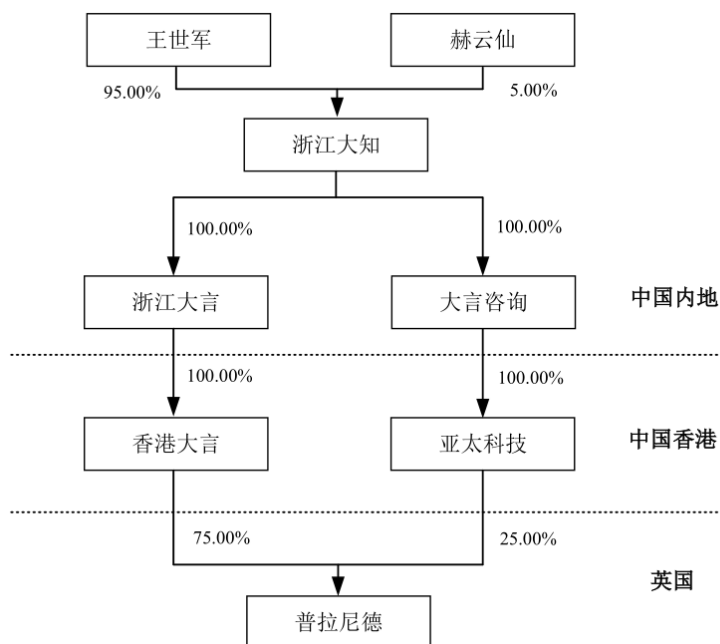 王世军
赫云仙
95.00%
5.00%
浙江大知
100.00%
100.00%
浙江大言
大言咨询
中国内地
100.00%
100.00%
香港大言
亚太科技
中国香港
75.00%
25.00%
英国
普拉尼德